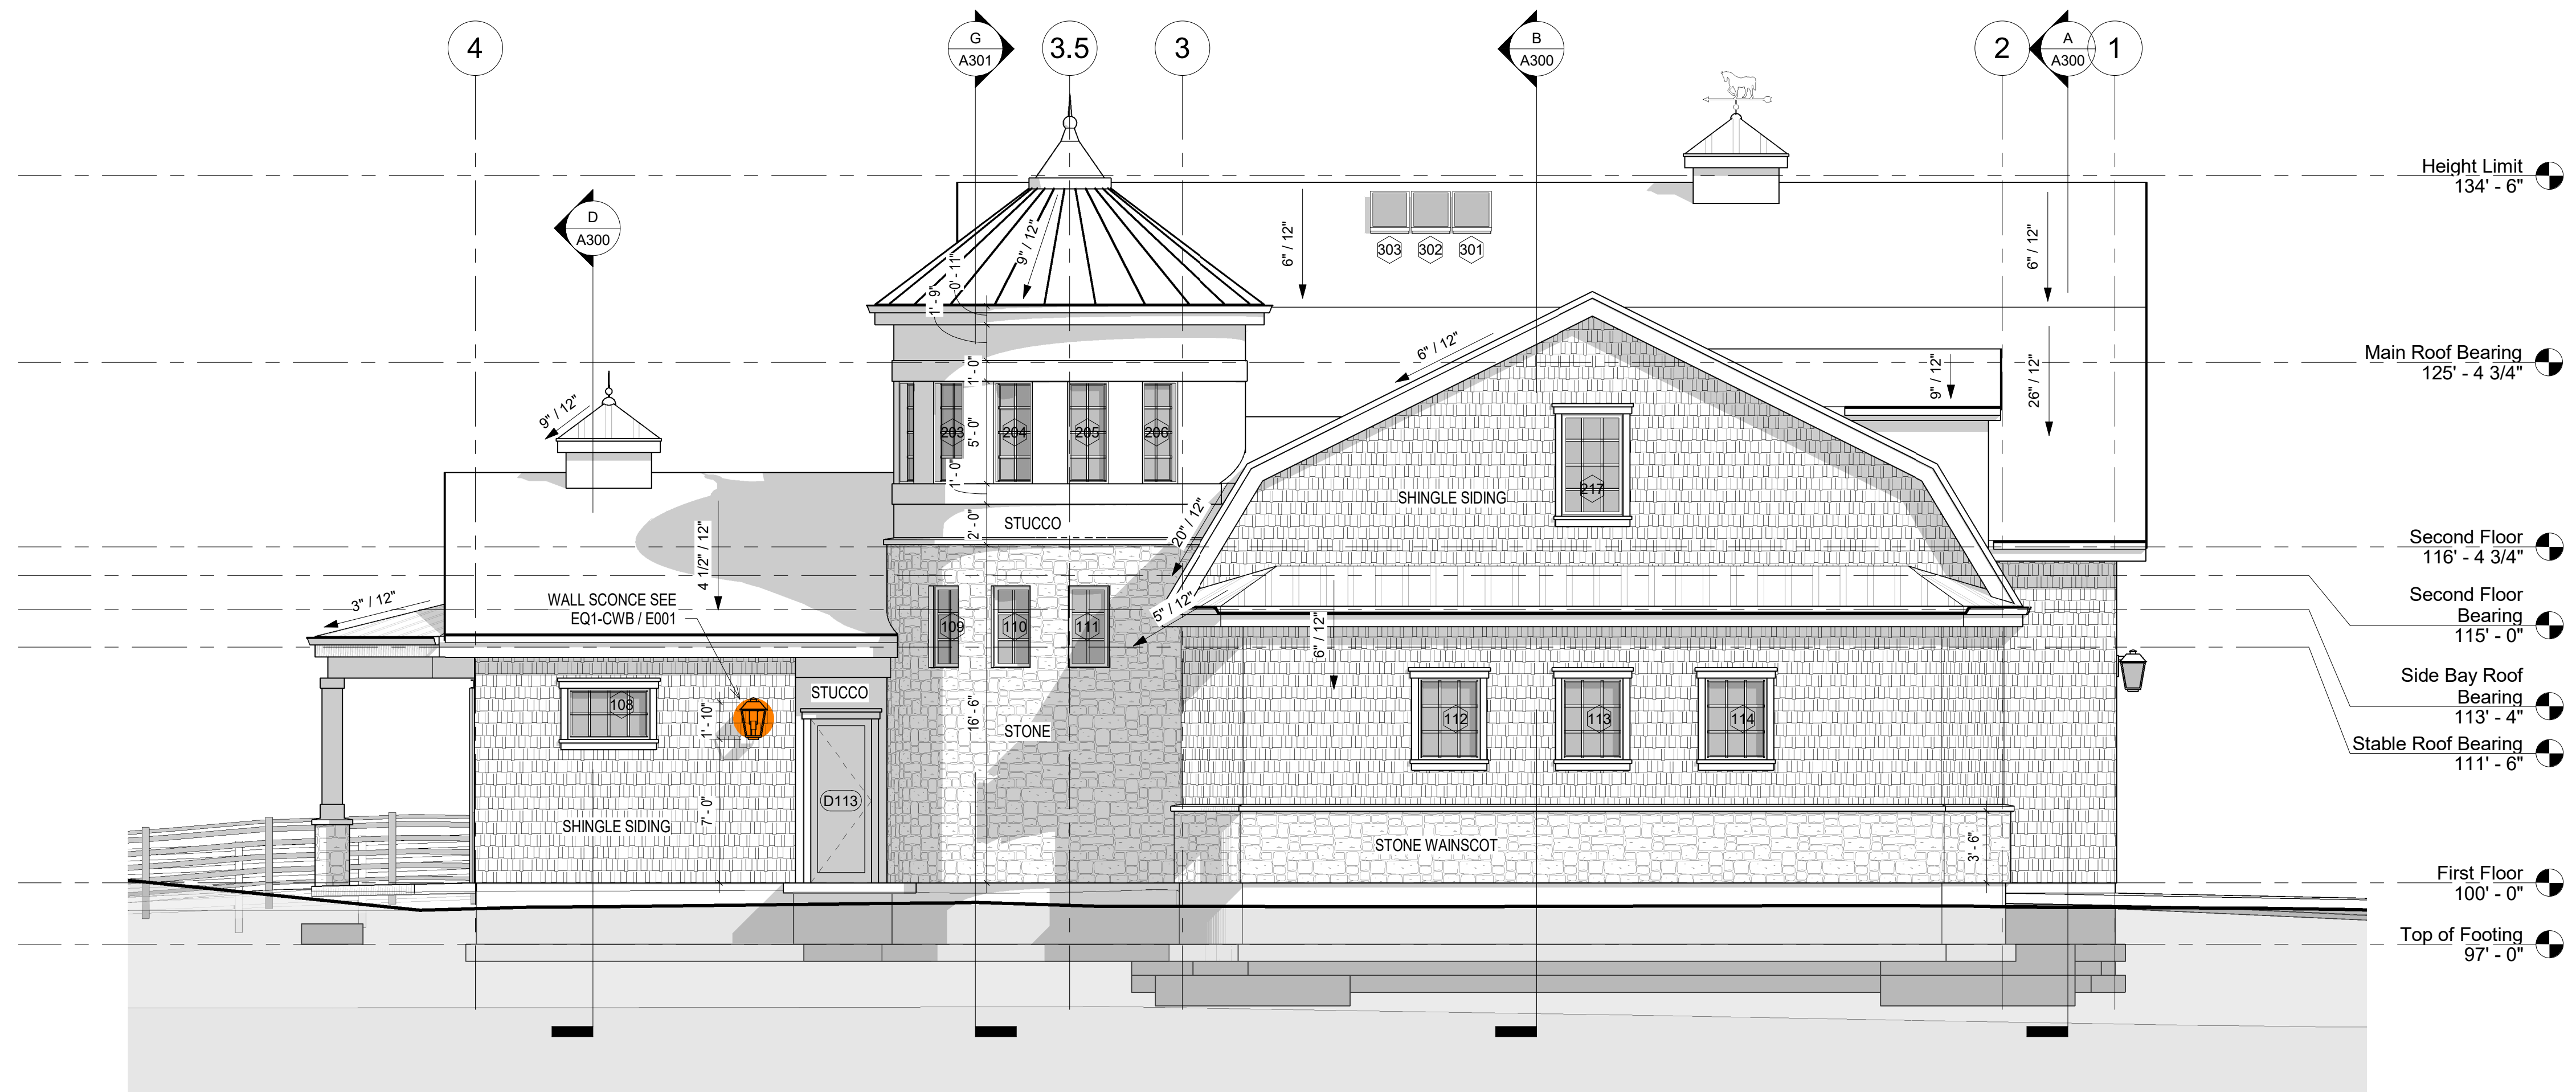 4
G
A301
3.5
3
B
A300
2
A
A300
1
Height Limit
134' - 6"
D
A300
303
302
301
6" / 12"
6" / 12"
9" / 12"
0' - 11"
1' - 9"
6" / 12"
Main Roof Bearing
125' - 4 3/4"
9" / 12"
26" / 12"
9" / 12"
1' - 0"
203
204
205
206
5' - 0"
1' - 0"
217
SHINGLE SIDING
STUCCO
2' - 0"
20" / 12"
4 1/2" / 12"
Second Floor
116' - 4 3/4"
3" / 12"
WALL SCONCE SEE
EQ1-CWB / E001
109
110
111
5" / 12"
6" / 12"
Second Floor
Bearing
115' - 0"
Side Bay Roof
Bearing
113' - 4"
Stable Roof Bearing
111' - 6"
108
1' - 10"
STUCCO
16' - 6"
STONE
112
113
114
D113
7' - 0"
SHINGLE SIDING
STONE WAINSCOT
3' - 6"
First Floor
100' - 0"
Top of Footing
97' - 0"